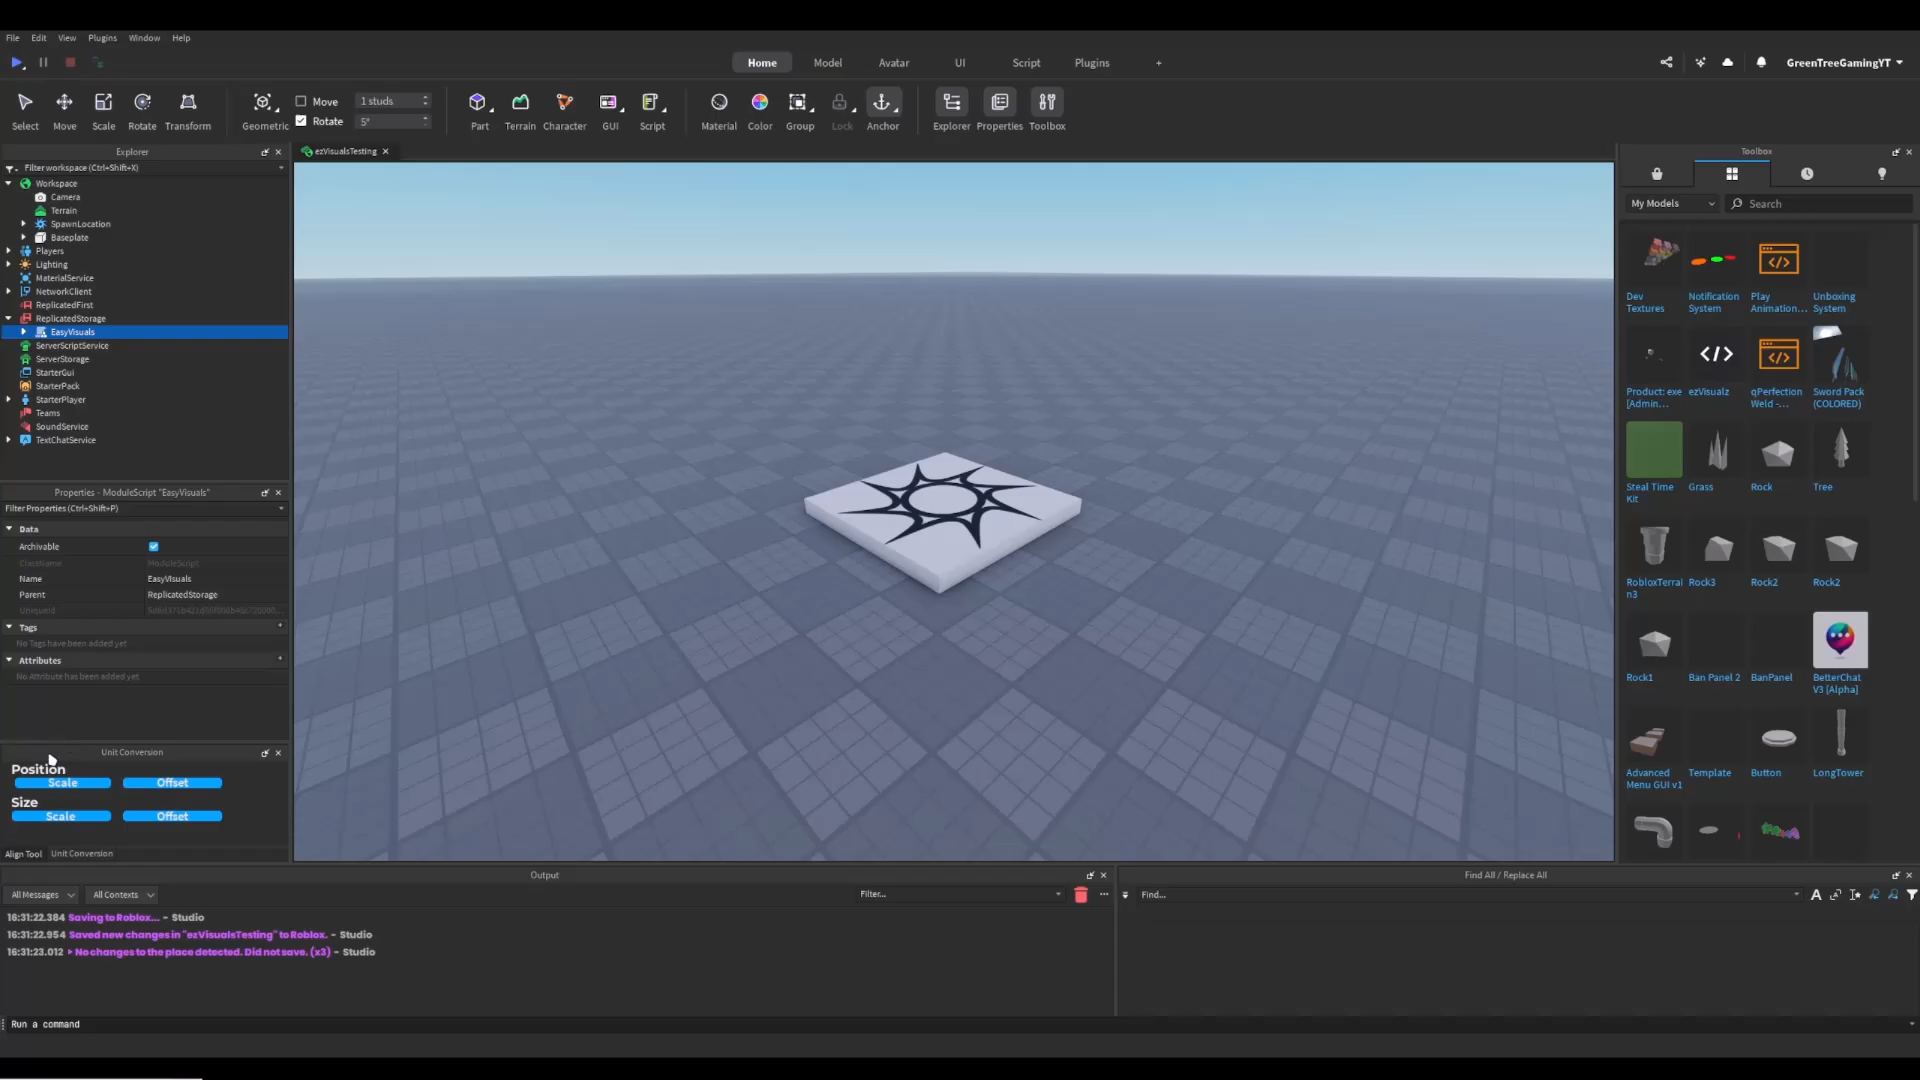 File Edit View Plugins Window Help
Home Model Avatar UI Script Plugins +
GreenTreeGamingYT
Move 1 studs
Rotate 5°
Select Move Scale Rotate Transform Geometric Part Terrain Character GUI Script Material Color Group Lock Anchor Explorer Properties Toolbox
Explorer
ezVisualsTesting
Toolbox
Filter workspace (Ctrl+Shift+X)
Workspace
Camera
Terrain
SpawnLocation
Baseplate
Players
Lighting
MaterialService
NetworkClient
ReplicatedFirst
ReplicatedStorage
EasyVisuals
ServerScriptService
ServerStorage
StarterGui
StarterPack
StarterPlayer
Teams
SoundService
TextChatService
Properties - ModuleScript "EasyVisuals"
Filter Properties (Ctrl+Shift+P)
Data
Archivable
ClassName ModuleScript
Name EasyVisuals
Parent ReplicatedStorage
UniqueId
Tags
No Tags have been added yet
Attributes
No Attribute has been added yet
Unit Conversion
Position
Scale Offset
Size
Scale Offset
Align Tool Unit Conversion
My Models Search
Dev Textures
Notification System
Play Animation...
Unboxing System
Product: exe [Admin...
ezVisualz
qPerfection Weld -...
Sword Pack (COLORED)
Steal Time Kit
Grass
Rock
Tree
RobloxTerrain3
Rock3
Rock2
Rock2
Rock1
Ban Panel 2
BanPanel
BetterChat V3 [Alpha]
Advanced Menu GUI v1
Template
Button
LongTower
Output
All Messages All Contexts Filter...
16:31:22.384 Saving to Roblox... - Studio
16:31:22.954 Saved new changes in "ezVisualsTesting" to Roblox. - Studio
16:31:23.012 No changes to the place detected. Did not save. (x3) - Studio
Find All / Replace All
Find...
Run a command